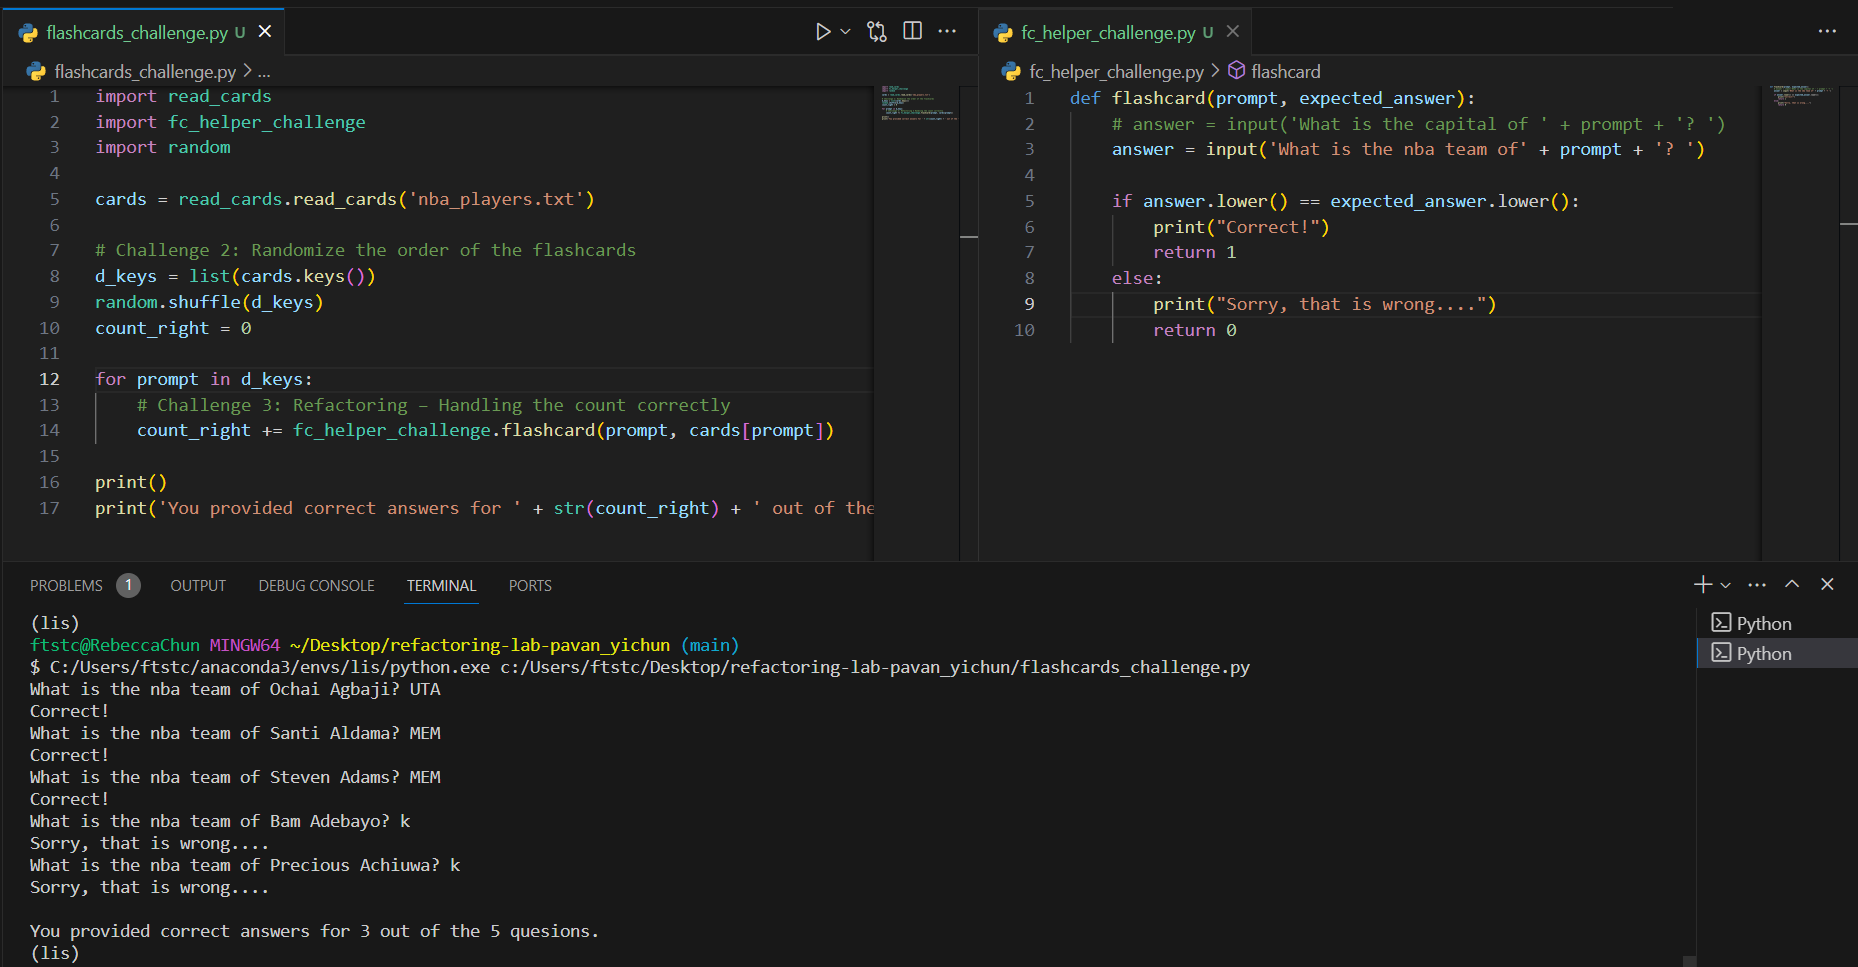 flashcards_challenge.py U
flashcards_challenge.py > ...
1 import read_cards
2 import fc_helper_challenge
3 import random
4
5 cards = read_cards.read_cards('nba_players.txt')
6
7 # Challenge 2: Randomize the order of the flashcards
8 d_keys = list(cards.keys())
9 random.shuffle(d_keys)
10 count_right = 0
11
12 for prompt in d_keys:
13 # Challenge 3: Refactoring – Handling the count correctly
14 count_right += fc_helper_challenge.flashcard(prompt, cards[prompt])
15
16 print()
17 print('You provided correct answers for ' + str(count_right) + ' out of the
fc_helper_challenge.py U
fc_helper_challenge.py > flashcard
1 def flashcard(prompt, expected_answer):
2 # answer = input('What is the capital of ' + prompt + '? ')
3 answer = input('What is the nba team of' + prompt + '? ')
4
5 if answer.lower() == expected_answer.lower():
6 print("Correct!")
7 return 1
8 else:
9 print("Sorry, that is wrong....")
10 return 0
PROBLEMS 1 OUTPUT DEBUG CONSOLE TERMINAL PORTS
(lis)
ftstc@RebeccaChun MINGW64 ~/Desktop/refactoring-lab-pavan_yichun (main)
$ C:/Users/ftstc/anaconda3/envs/lis/python.exe c:/Users/ftstc/Desktop/refactoring-lab-pavan_yichun/flashcards_challenge.py
What is the nba team of Ochai Agbaji? UTA
Correct!
What is the nba team of Santi Aldama? MEM
Correct!
What is the nba team of Steven Adams? MEM
Correct!
What is the nba team of Bam Adebayo? k
Sorry, that is wrong....
What is the nba team of Precious Achiuwa? k
Sorry, that is wrong....

You provided correct answers for 3 out of the 5 quesions.
(lis)
Python
Python